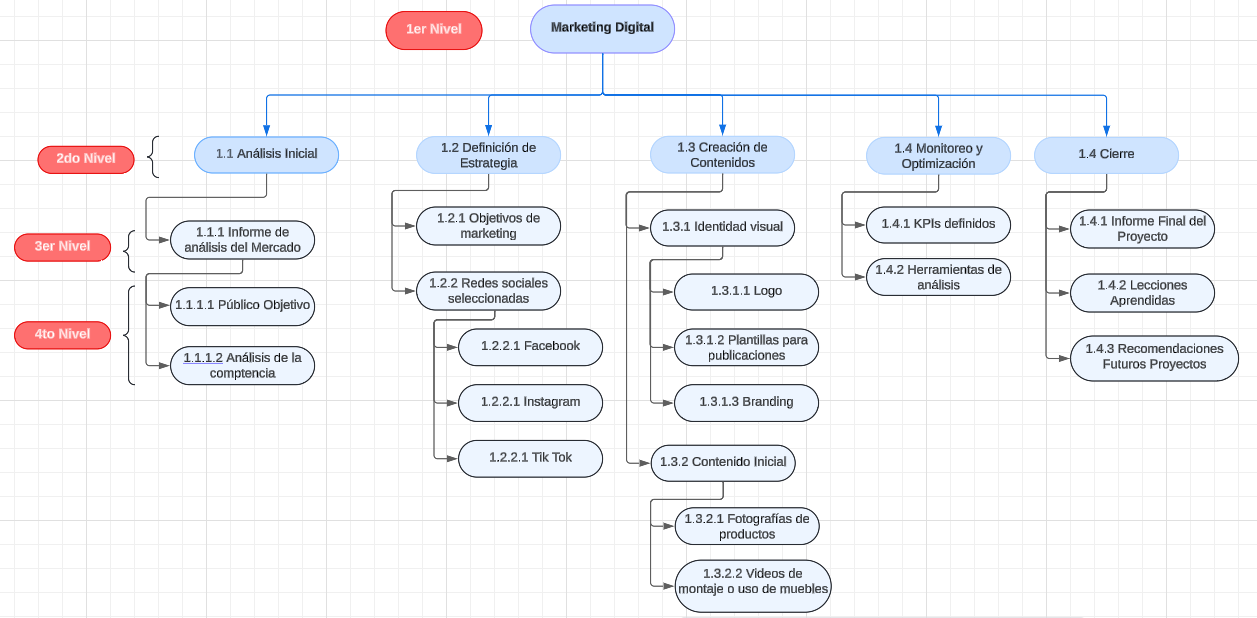 1er Nivel
Marketing Digital
2do Nivel
1.1 Análisis Inicial
1.2 Definición de
Estrategia
1.3 Creación de
Contenidos
1.4 Monitoreo y
Optimización
1.4 Cierre
3er Nivel
1.1.1 Informe de
análisis del Mercado
4to Nivel
1.1.1.1 Público Objetivo
1.1.1.2 Análisis de la
comptencia
1.2.1 Objetivos de
marketing
1.2.2 Redes sociales
seleccionadas
1.2.2.1 Facebook
1.2.2.1 Instagram
1.2.2.1 Tik Tok
1.3.1 Identidad visual
1.3.1.1 Logo
1.3.1.2 Plantillas para
publicaciones
1.3.1.3 Branding
1.3.2 Contenido Inicial
1.3.2.1 Fotografías de
productos
1.3.2.2 Videos de
montaje o uso de muebles
1.4.1 KPIs definidos
1.4.2 Herramientas de
análisis
1.4.1 Informe Final del
Proyecto
1.4.2 Lecciones
Aprendidas
1.4.3 Recomendaciones
Futuros Proyectos